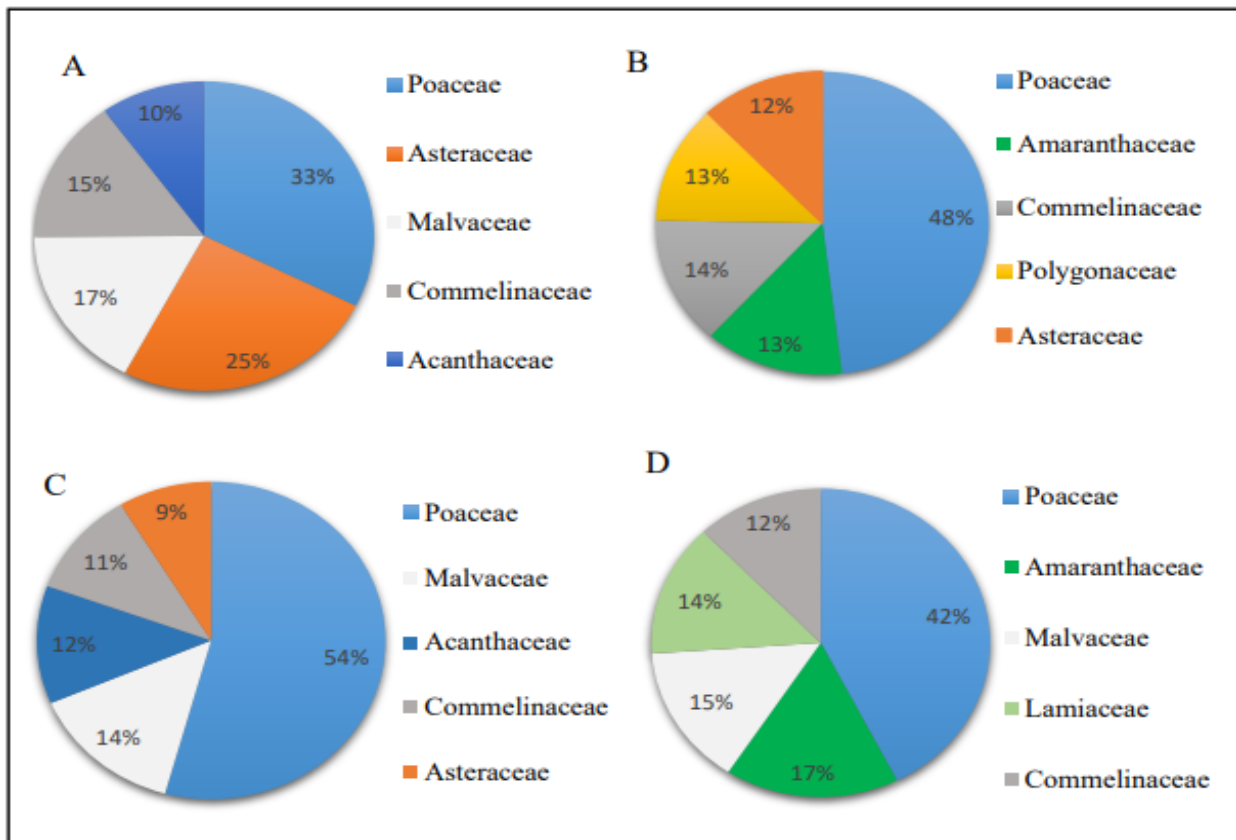 A
Poaceae
Asteraceae
Malvaceae
Commelinaceae
Acanthaceae
10%
33%
15%
17%
25%
B
Poaceae
Amaranthaceae
Commelinaceae
Polygonaceae
Asteraceae
12%
13%
48%
14%
13%
C
Poaceae
Malvaceae
Acanthaceae
Commelinaceae
Asteraceae
9%
11%
12%
54%
14%
D
Poaceae
Amaranthaceae
Malvaceae
Lamiaceae
Commelinaceae
12%
14%
42%
15%
17%